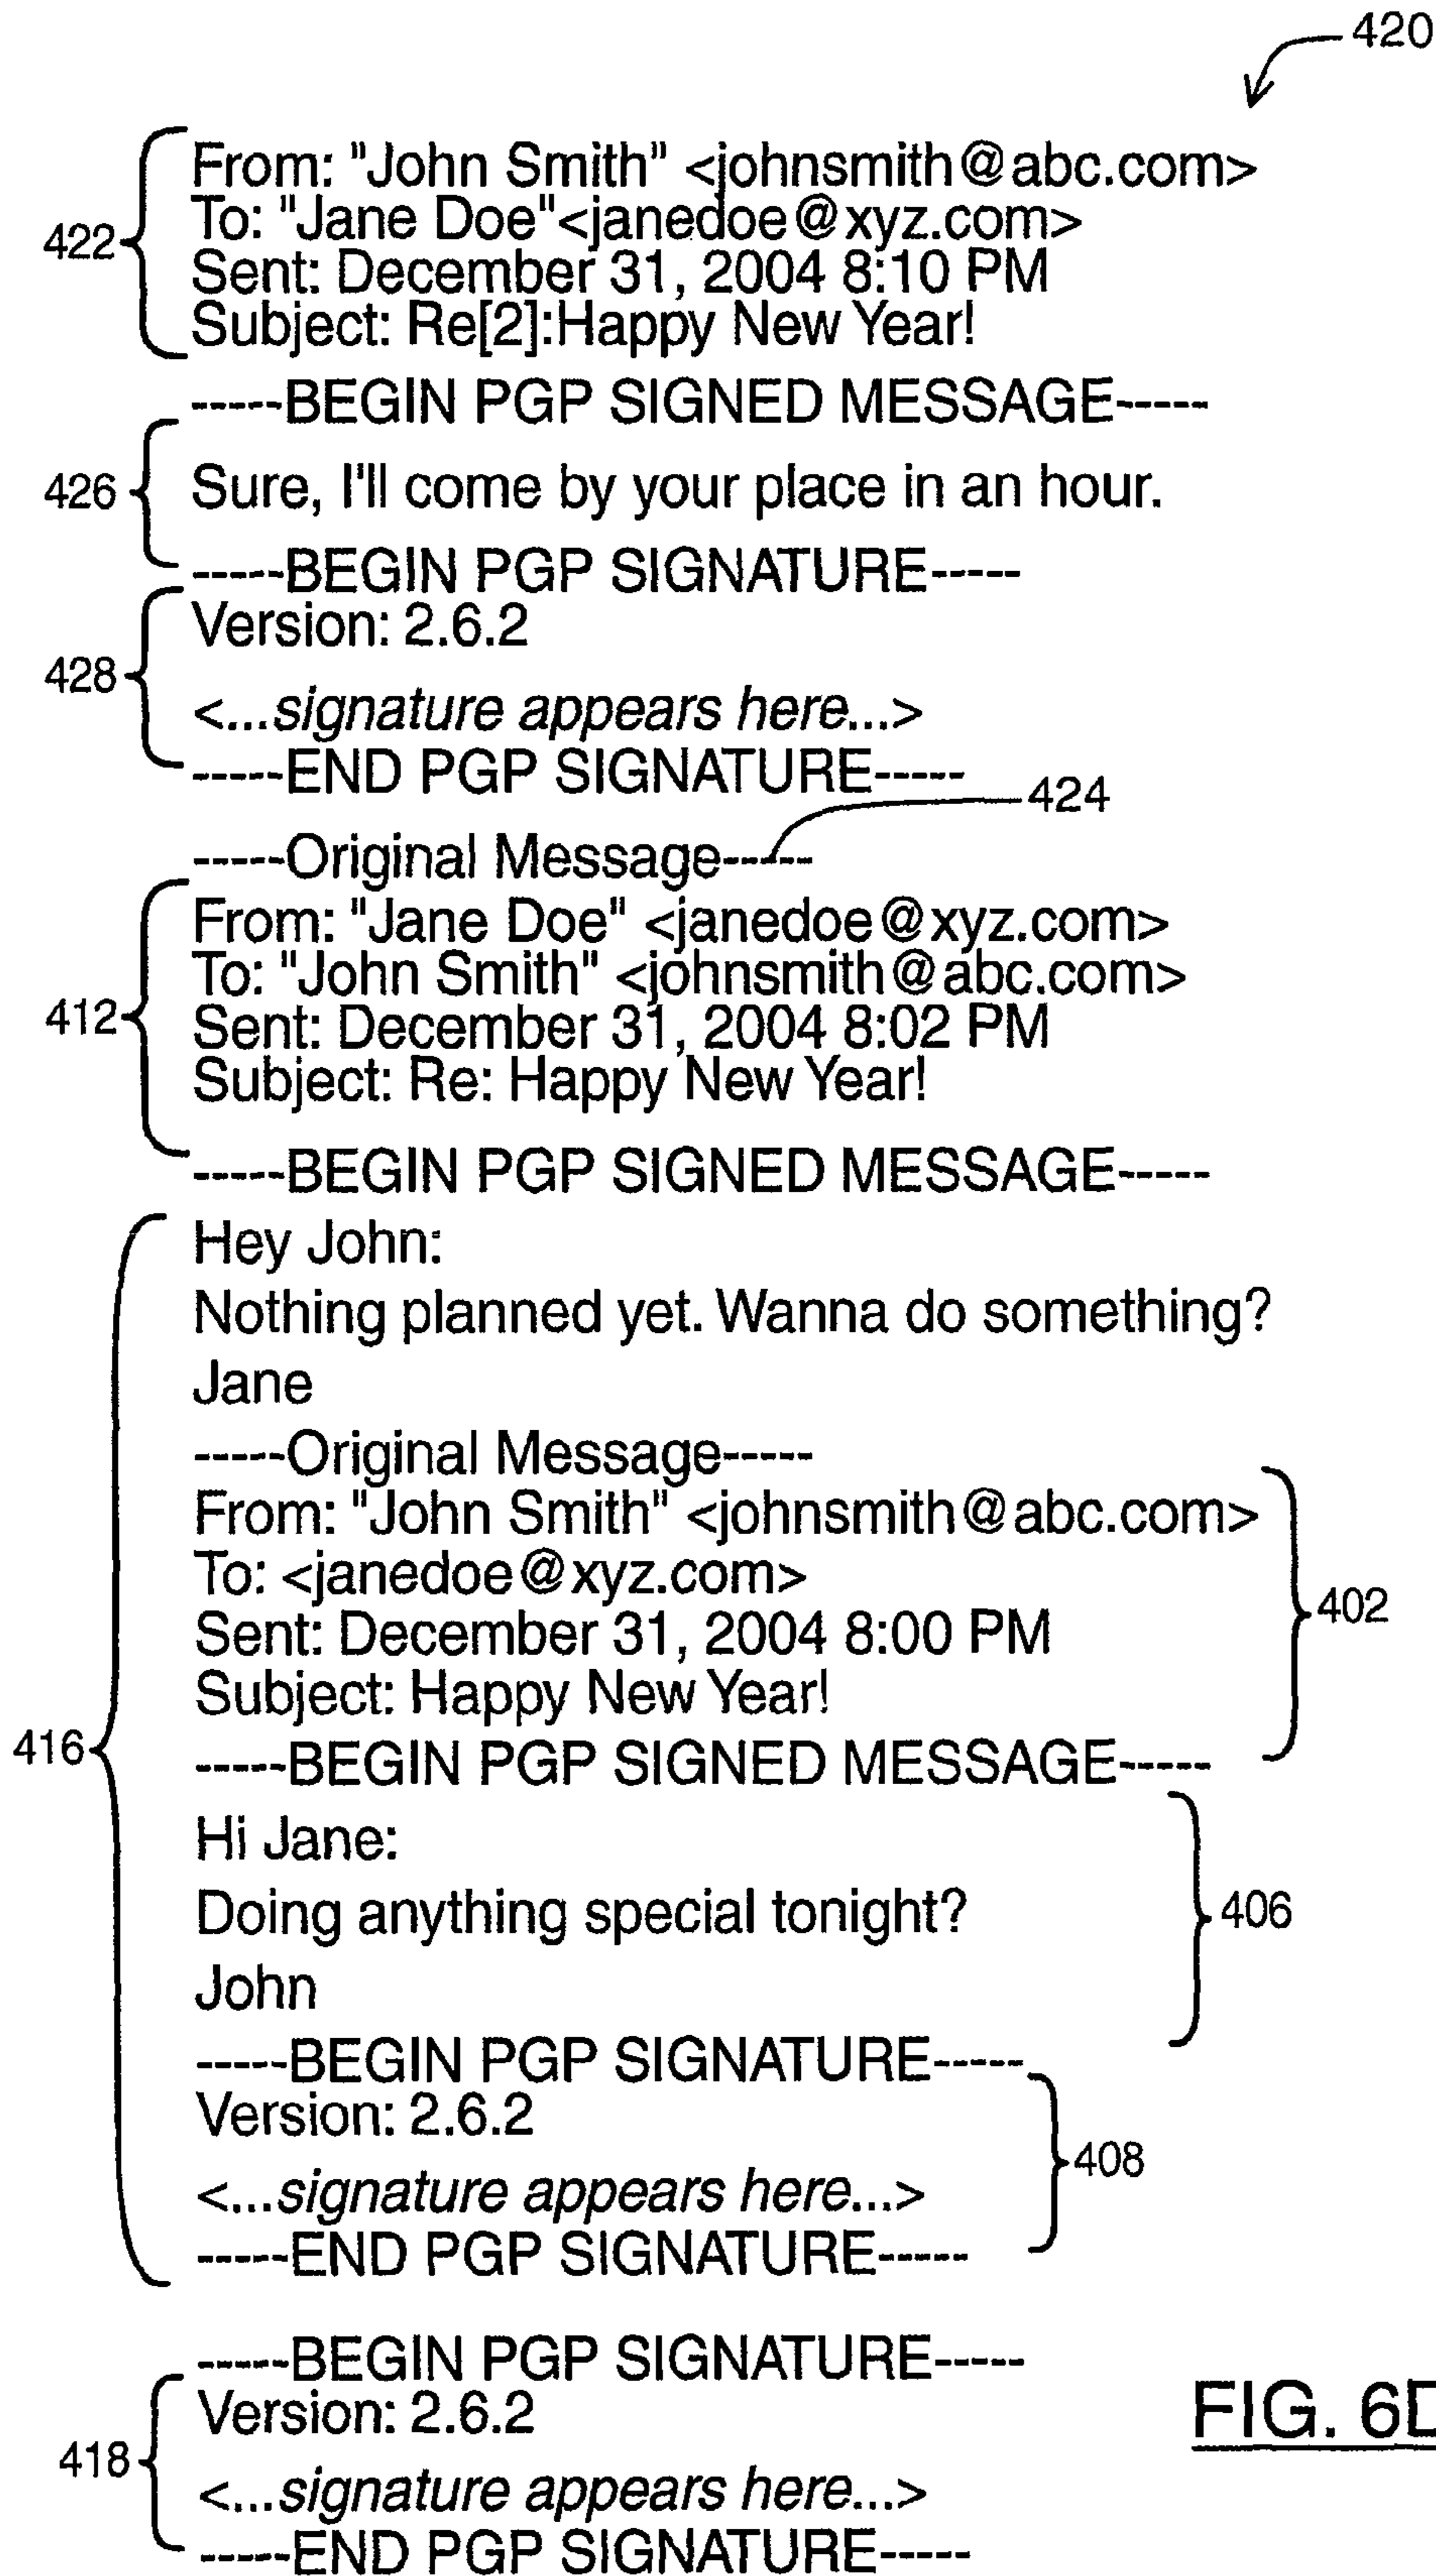 420
From: "John Smith" <johnsmith@abc.com>
422
To: "Jane Doe"<janedoe@xyz.com>
Sent: December 31, 2004 8:10 PM
Subject: Re[2]:Happy New Year!
-----BEGIN PGP SIGNED MESSAGE-----
426
Sure, I'll come by your place in an hour.
-----BEGIN PGP SIGNATURE-----
Version: 2.6.2
428
<...signature appears here...>
-----END PGP SIGNATURE-----
424
-----Original Message-----
From: "Jane Doe" <janedoe@xyz.com>
To: "John Smith" <johnsmith@abc.com>
412
Sent: December 31, 2004 8:02 PM
Subject: Re: Happy New Year!
-----BEGIN PGP SIGNED MESSAGE-----
Hey John:
Nothing planned yet. Wanna do something?
Jane
-----Original Message-----
From: "John Smith" <johnsmith@abc.com>
To: <janedoe@xyz.com>
402
Sent: December 31, 2004 8:00 PM
Subject: Happy New Year!
416
-----BEGIN PGP SIGNED MESSAGE-----
Hi Jane:
Doing anything special tonight?
406
John
-----BEGIN PGP SIGNATURE-----
Version: 2.6.2
408
<...signature appears here...>
-----END PGP SIGNATURE-----
-----BEGIN PGP SIGNATURE-----
Version: 2.6.2
FIG. 6D
418
<...signature appears here...>
-----END PGP SIGNATURE-----